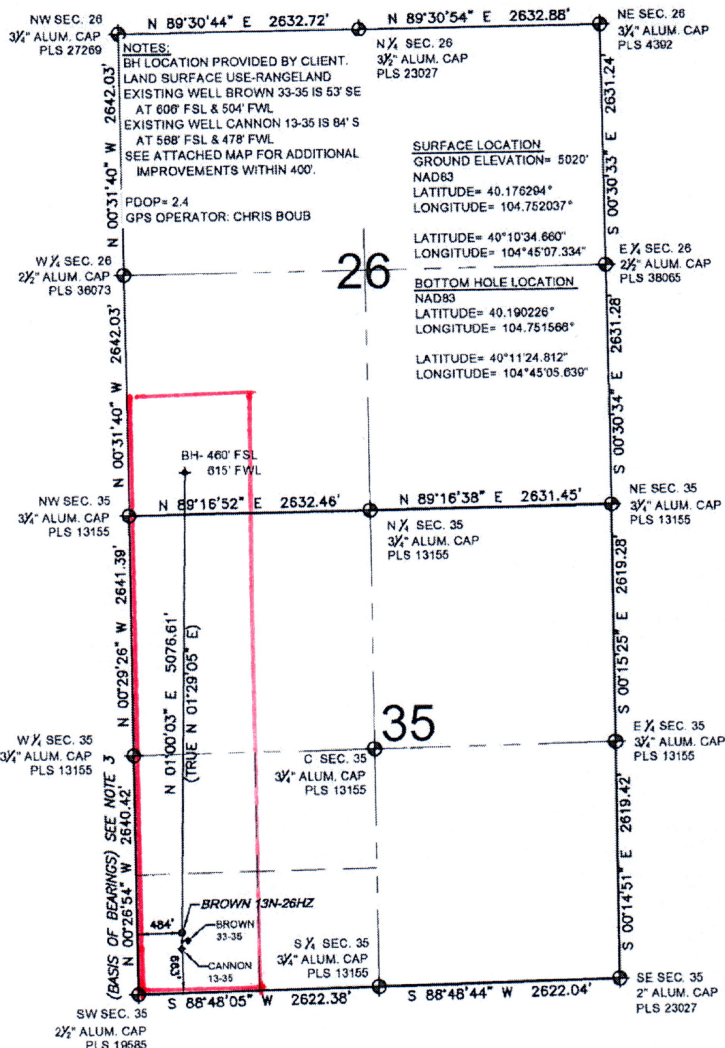 NW SEC. 26
3¼" ALUM. CAP
PLS 27269
N 89°30'44" E 2632.72'
N 89°30'54" E 2632.88'
NE SEC. 26
3¼" ALUM. CAP
PLS 4392
N ¼ SEC. 26
3½" ALUM. CAP
PLS 23027
NOTES:
BH LOCATION PROVIDED BY CLIENT.
LAND SURFACE USE-RANGELAND
EXISTING WELL BROWN 33-35 IS 53' SE
AT 606' FSL & 504' FWL
EXISTING WELL CANNON 13-35 IS 84' S
AT 568' FSL & 478' FWL
SEE ATTACHED MAP FOR ADDITIONAL
IMPROVEMENTS WITHIN 400'.
PDOP= 2.4
GPS OPERATOR: CHRIS BOUB
SURFACE LOCATION
GROUND ELEVATION= 5020'
NAD83
LATITUDE= 40.176294°
LONGITUDE= 104.752037°
LATITUDE= 40°10'34.660"
LONGITUDE= 104°45'07.334"
BOTTOM HOLE LOCATION
NAD83
LATITUDE= 40.190226°
LONGITUDE= 104.751566°
LATITUDE= 40°11'24.812"
LONGITUDE= 104°45'05.639"
N 00°31'40" W 2642.03'
S 00°30'33" E 2631.24'
W ¼ SEC. 26
2½" ALUM. CAP
PLS 36073
26
E ¼ SEC. 26
2½" ALUM. CAP
PLS 38065
N 00°31'40" W 2642.03'
S 00°30'34" E 2631.28'
BH- 460' FSL
615' FWL
NW SEC. 35
3¼" ALUM. CAP
PLS 13155
N 89°16'52" E 2632.46'
N 89°16'38" E 2631.45'
NE SEC. 35
3¼" ALUM. CAP
PLS 13155
N ¼ SEC. 35
3¼" ALUM. CAP
PLS 13155
N 00°29'26" W 2641.39'
N 01°00'03" E 5076.61'
(TRUE N 01°29'05" E)
S 00°15'25" E 2619.28'
35
W ¼ SEC. 35
3¼" ALUM. CAP
PLS 13155
C SEC. 35
3¼" ALUM. CAP
PLS 13155
E ¼ SEC. 35
3¼" ALUM. CAP
PLS 13155
(BASIS OF BEARINGS) SEE NOTE 3
N 00°26'54" W 2640.42'
S 00°14'51" E 2619.42'
BROWN 13N-26HZ
484'
BROWN
33-35
663'
CANNON
13-35
S ¼ SEC. 35
3¼" ALUM. CAP
PLS 13155
SW SEC. 35
2½" ALUM. CAP
PLS 19585
S 88°48'05" W 2622.38'
S 88°48'44" W 2622.04'
SE SEC. 35
2" ALUM. CAP
PLS 23027